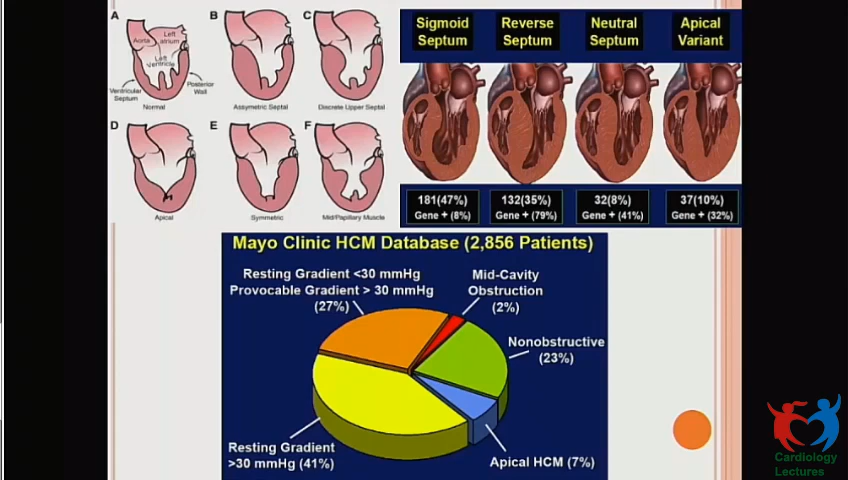 A
B
C
Aorta
Left
atrium
Left
Ventricle
Ventricular
Septum
Posterior
Wall
Normal
Assymetric Septal
Discrete Upper Septal
D
E
F
Apical
Symmetric
Mid/Papillary Muscle
Sigmoid
Septum
Reverse
Septum
Neutral
Septum
Apical
Variant
181(47%)
Gene + (8%)
132(35%)
Gene + (79%)
32(8%)
Gene + (41%)
37(10%)
Gene + (32%)
Mayo Clinic HCM Database (2,856 Patients)
Resting Gradient <30 mmHg
Provocable Gradient > 30 mmHg
(27%)
Mid-Cavity
Obstruction
(2%)
Nonobstructive
(23%)
Resting Gradient
>30 mmHg (41%)
Apical HCM (7%)
Cardiology
Lectures